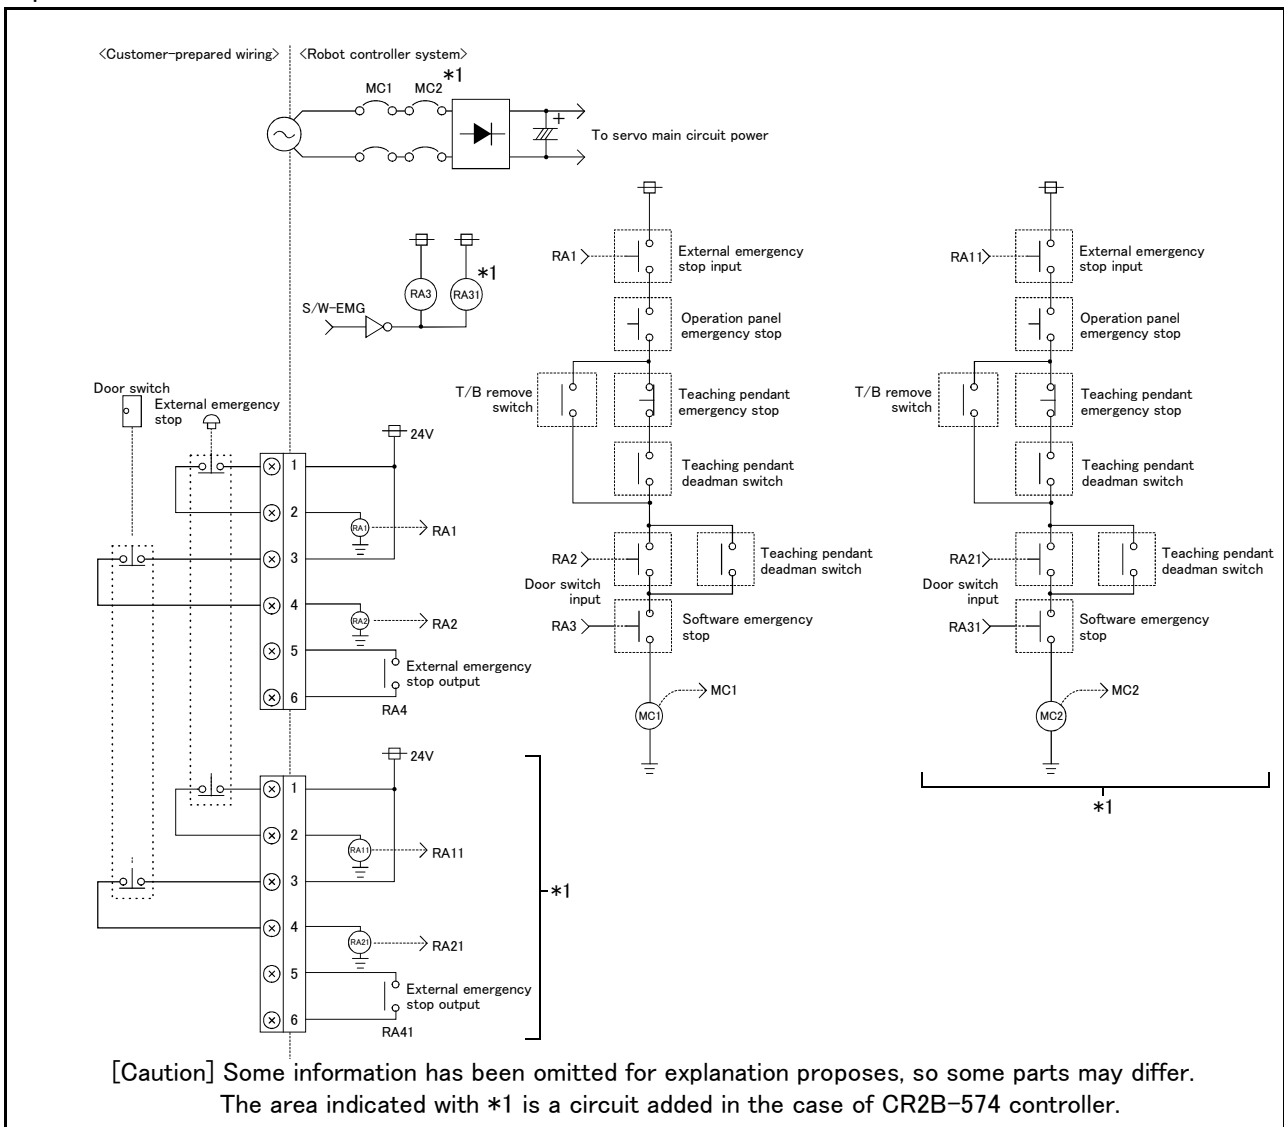 <Customer-prepared wiring>
<Robot controller system>
*1
MC1
MC2
+
To servo main circuit power
*1
RA3
RA31
S/W-EMG
RA1
External emergency
stop input
Operation panel
emergency stop
T/B remove
switch
Teaching pendant
emergency stop
Teaching pendant
deadman switch
RA2
Door switch
input
Teaching pendant
deadman switch
RA3
Software emergency
stop
MC1
MC1
RA11
External emergency
stop input
Operation panel
emergency stop
T/B remove
switch
Teaching pendant
emergency stop
Teaching pendant
deadman switch
RA21
Door switch
input
Teaching pendant
deadman switch
RA31
Software emergency
stop
MC2
MC2
*1
Door switch
External emergency
stop
24V
1
2
RA1
RA1
3
4
RA2
RA2
5
External emergency
stop output
6
RA4
24V
1
2
RA11
RA11
3
*1
4
RA21
RA21
5
External emergency
stop output
6
RA41
[Caution] Some information has been omitted for explanation proposes, so some parts may differ.
The area indicated with *1 is a circuit added in the case of CR2B-574 controller.